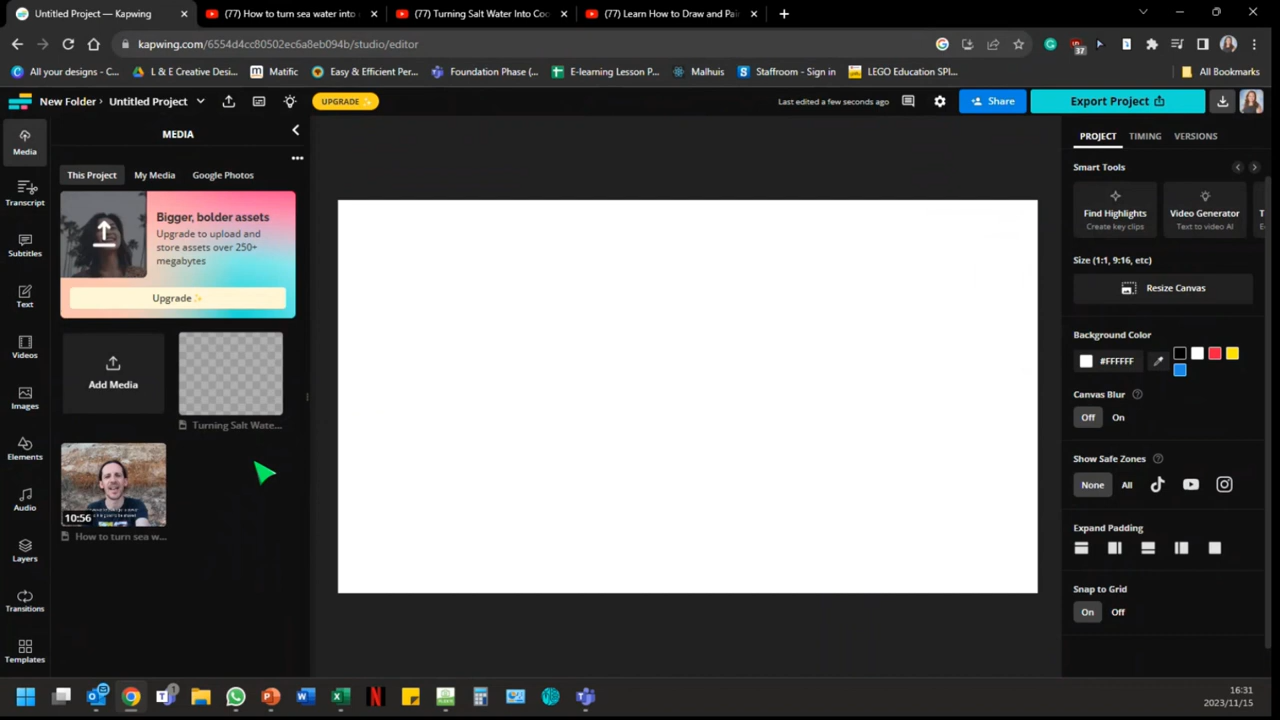 Untitled Project — Kapwing
(77) How to turn sea water into
(77) Turning Salt Water Into Coo
(77) Learn How to Draw and Pai
kapwing.com/6554d4cc80502ec6a8eb094b/studio/editor
37
All your designs - C...
L & E Creative Desi...
Matific
Easy & Efficient Per...
Foundation Phase (...
E-learning Lesson P...
Malhuis
Staffroom - Sign in
LEGO Education SPI...
All Bookmarks
New Folder › Untitled Project
UPGRADE
Last edited a few seconds ago
Share
Export Project
Media
Transcript
Subtitles
Text
Videos
Images
Elements
Audio
Layers
Transitions
Templates
MEDIA
This Project
My Media
Google Photos
Bigger, bolder assets
Upgrade to upload and
store assets over 250+
megabytes
Upgrade
Add Media
Turning Salt Wate...
10:56
How to turn sea w...
PROJECT
TIMING
VERSIONS
Smart Tools
Find Highlights
Create key clips
Video Generator
Text to video AI
Size (1:1, 9:16, etc)
Resize Canvas
Background Color
#FFFFFF
Canvas Blur
Off
On
Show Safe Zones
None
All
Expand Padding
Snap to Grid
On
Off
16:31
2023/11/15